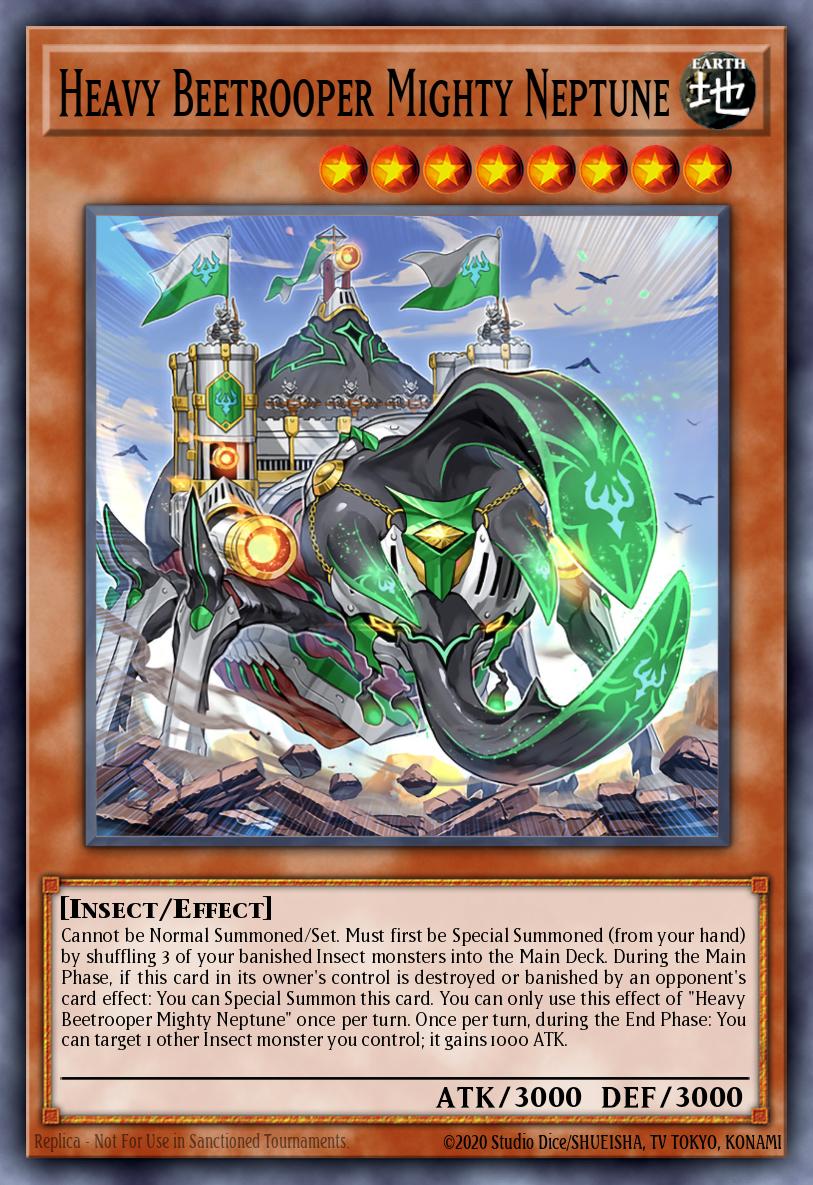 Heavy Beetrooper Mighty Neptune
EARTH
地
[Insect/Effect]
Cannot be Normal Summoned/Set. Must first be Special Summoned (from your hand)
by shuffling 3 of your banished Insect monsters into the Main Deck. During the Main
Phase, if this card in its owner's control is destroyed or banished by an opponent's
card effect: You can Special Summon this card. You can only use this effect of "Heavy
Beetrooper Mighty Neptune" once per turn. Once per turn, during the End Phase: You
can target 1 other Insect monster you control; it gains 1000 ATK.
ATK/3000 DEF/3000
Replica - Not For Use in Sanctioned Tournaments.
©2020 Studio Dice/SHUEISHA, TV TOKYO, KONAMI